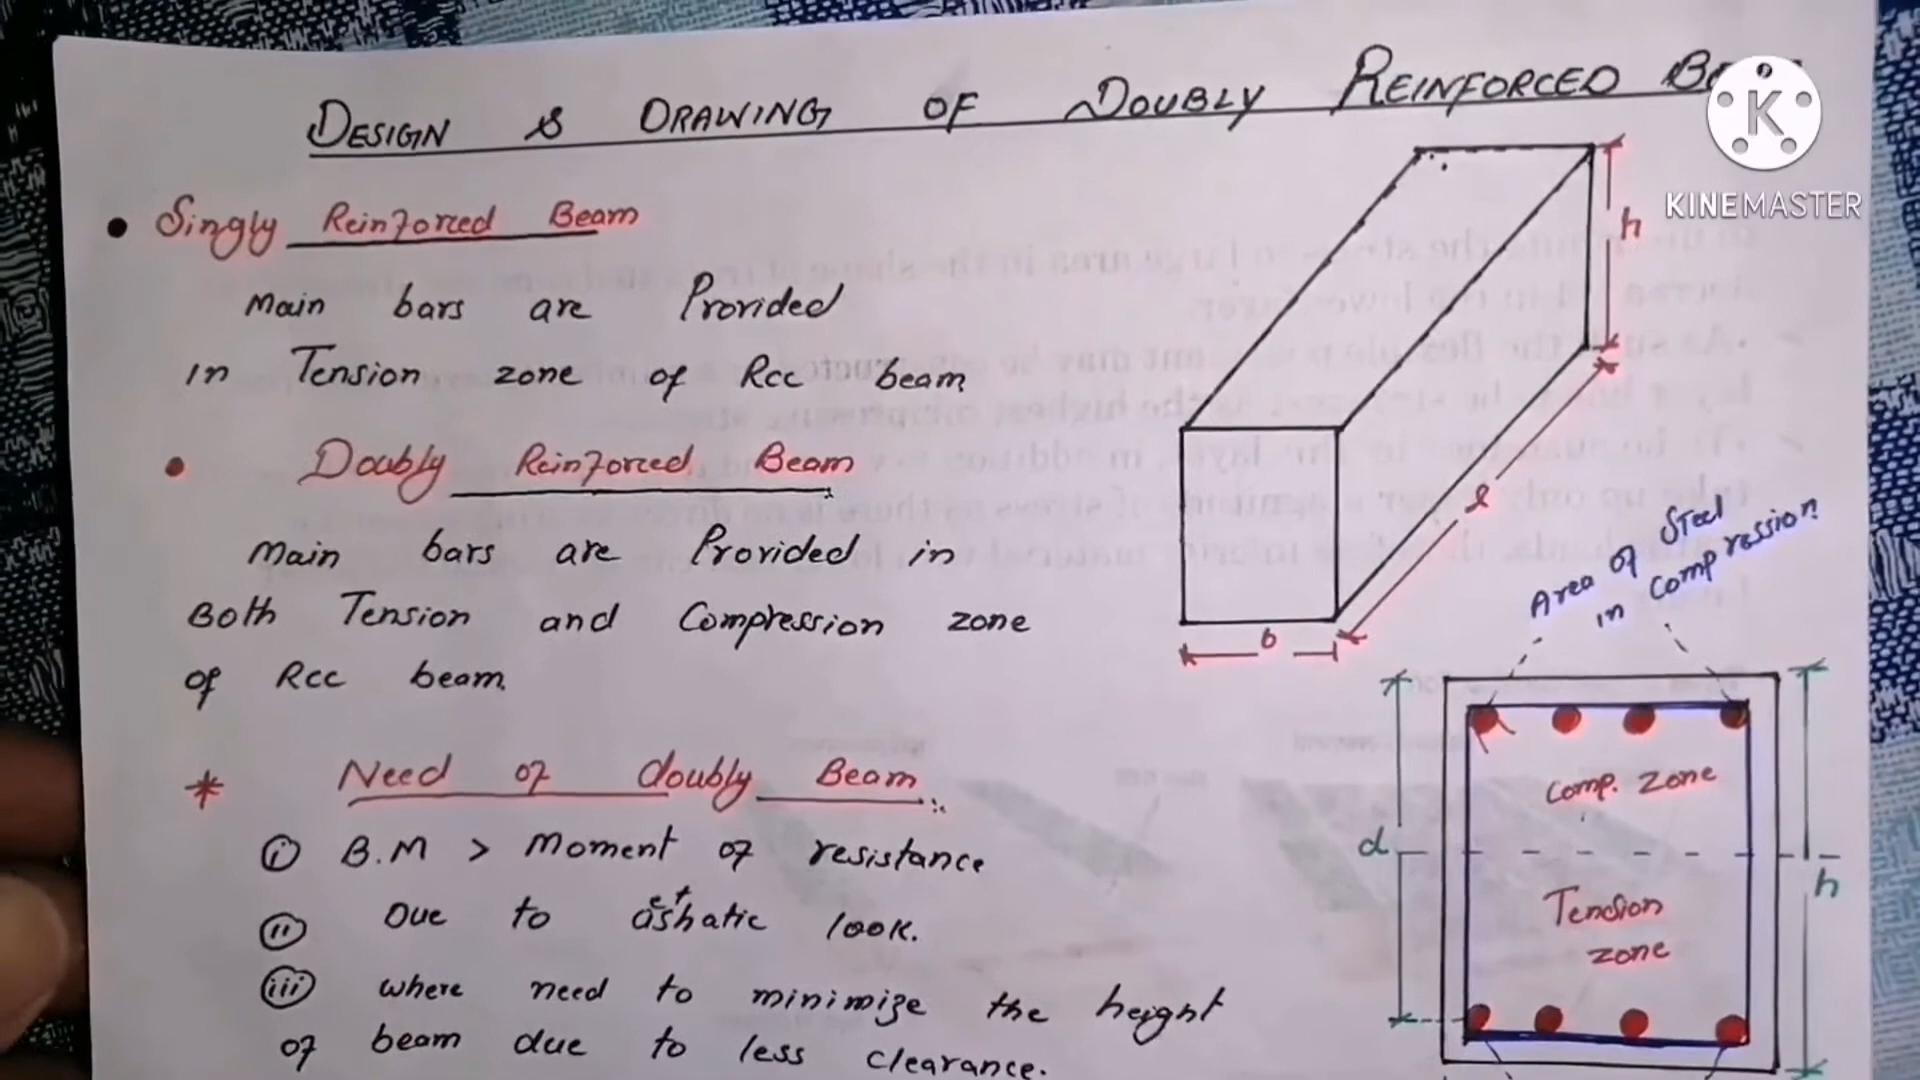 DESIGN & DRAWING OF DOUBLY REINFORCED
K
KINEMASTER
• Singly Reinforced Beam
Main bars are Provided
in Tension zone of Rcc beam
• Doubly Reinforced Beam
Main bars are Provided in
Both Tension and Compression zone
of Rcc beam.
* Need of doubly Beam
(i) B.M > Moment of resistance
(ii) Due to look.
(iii) where need to minimize the height
of beam due to less clearance.
h
l
b
Area of Steel
in Compression
Comp. zone
d
h
Tension
zone